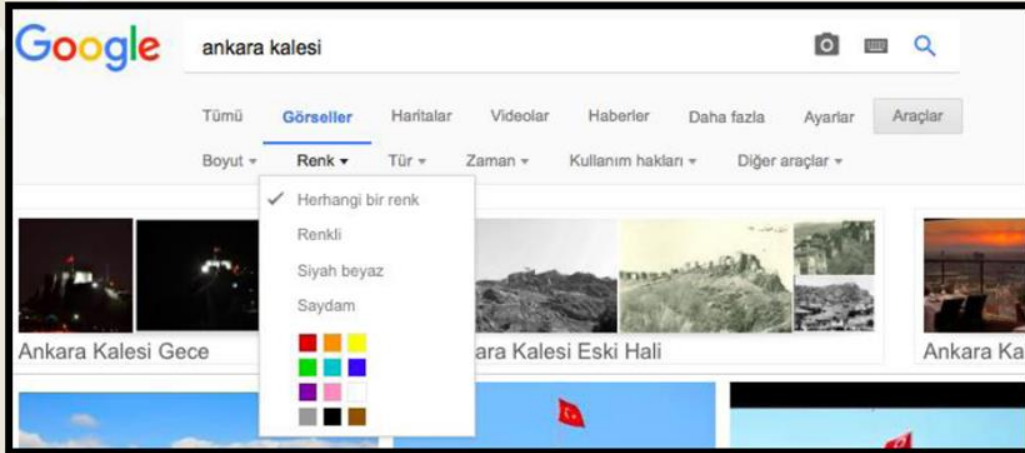 Google ankara kalesi
Tümü Görseller Haritalar Videolar Haberler Daha fazla Ayarlar Araçlar
Boyut Renk Tür Zaman Kullanım hakları Diğer araçlar
Herhangi bir renk
Renkli
Siyah beyaz
Saydam
Ankara Kalesi Gece ara Kalesi Eski Hali Ankara Ka